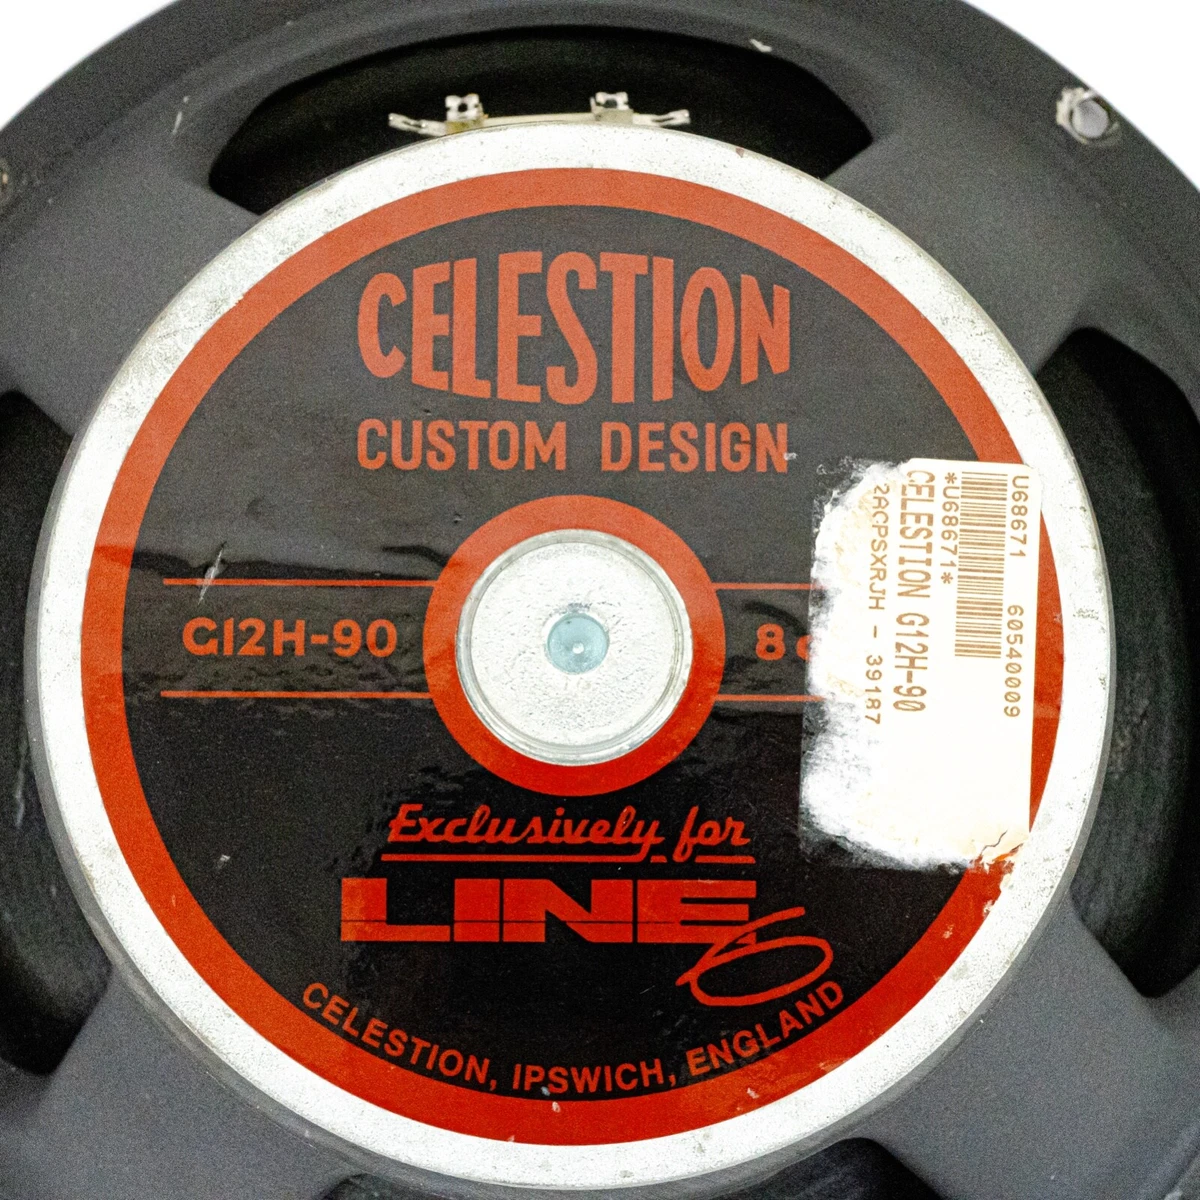 CELESTION
CUSTOM DESIGN
G12H-90
8
Exclusively for
LINE 6
CELESTION, IPSWICH, ENGLAND
U68671 60540009
*U68671*
CELESTION G12H-90
2ACPSXRJH - 39187